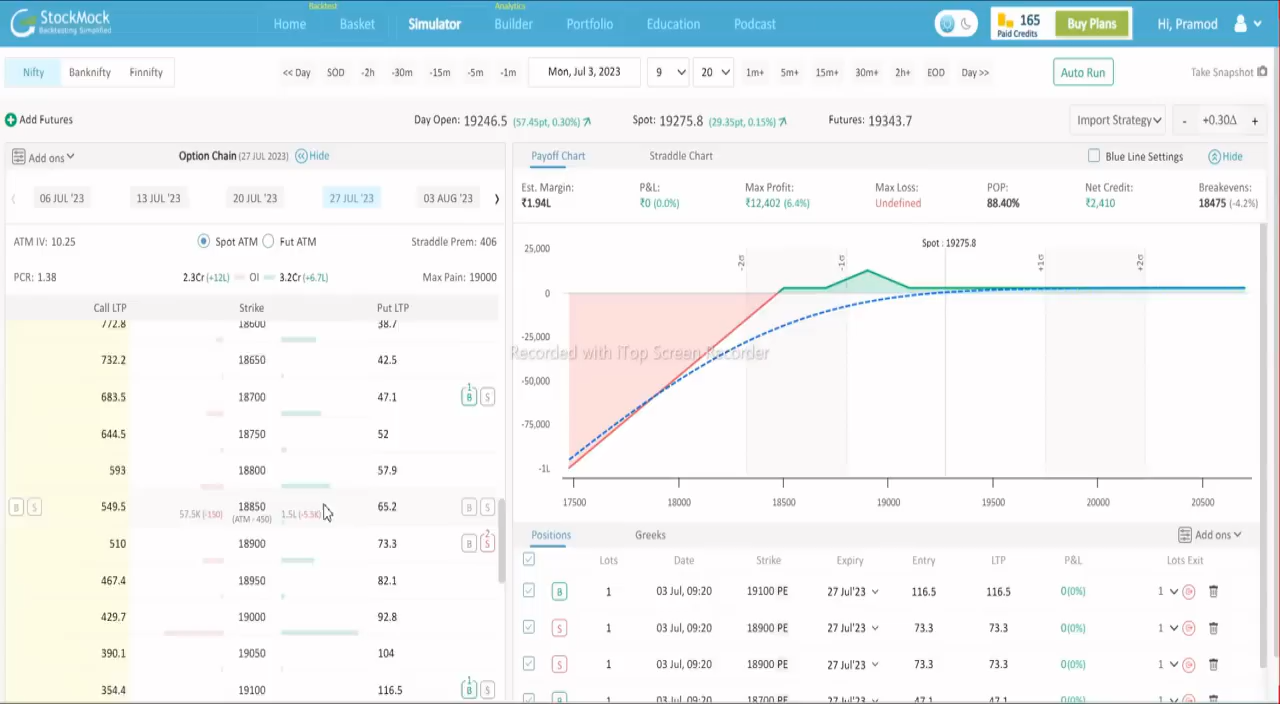 StockMock
Backtesting Simplified
Backtest
Analytics
Home Basket Simulator Builder Portfolio Education Podcast
165
Paid Credits
Buy Plans
Hi, Pramod
Nifty Banknifty Finnifty
<< Day SOD -2h -30m -15m -5m -1m Mon, Jul 3, 2023 9 20 1m+ 5m+ 15m+ 30m+ 2h+ EOD Day >>
Auto Run
Take Snapshot
Add Futures
Day Open: 19246.5 (57.45pt, 0.30%) Spot: 19275.8 (29.35pt, 0.15%) Futures: 19343.7
Import Strategy
- +0.30Δ +
Add ons
Option Chain (27 JUL 2023) Hide
06 JUL '23 13 JUL '23 20 JUL '23 27 JUL '23 03 AUG '23
ATM IV: 10.25 Spot ATM Fut ATM Straddle Prem: 406
PCR: 1.38 2.3Cr (+12L) OI 3.2Cr (+6.7L) Max Pain: 19000
Call LTP Strike Put LTP
772.8 18600 38.7
732.2 18650 42.5
683.5 18700 47.1 1 B S
644.5 18750 52
593 18800 57.9
B S 549.5 57.5K (-150) 18850 1.5L (-5.5K) 65.2 B S
(ATM - 450)
510 18900 73.3 B 2 S
467.4 18950 82.1
429.7 19000 92.8
390.1 19050 104
354.4 19100 116.5 1 B S
Payoff Chart Straddle Chart Blue Line Settings Hide
Est. Margin: P&L: Max Profit: Max Loss: POP: Net Credit: Breakevens:
₹1.94L ₹0 (0.0%) ₹12,402 (6.4%) Undefined 88.40% ₹2,410 18475 (-4.2%)
Spot : 19275.8
25,000
0
-25,000
-50,000
-75,000
-1L
-2σ -1σ +1σ +2σ
Recorded with iTop Screen Recorder
17500 18000 18500 19000 19500 20000 20500
Positions Greeks Add ons
Lots Date Strike Expiry Entry LTP P&L Lots Exit
B 1 03 Jul, 09:20 19100 PE 27 Jul'23 116.5 116.5 0(0%) 1
S 1 03 Jul, 09:20 18900 PE 27 Jul'23 73.3 73.3 0(0%) 1
S 1 03 Jul, 09:20 18900 PE 27 Jul'23 73.3 73.3 0(0%) 1
B 1 03 Jul, 09:20 18700 PE 27 Jul'23 47.1 47.1 0(0%) 1